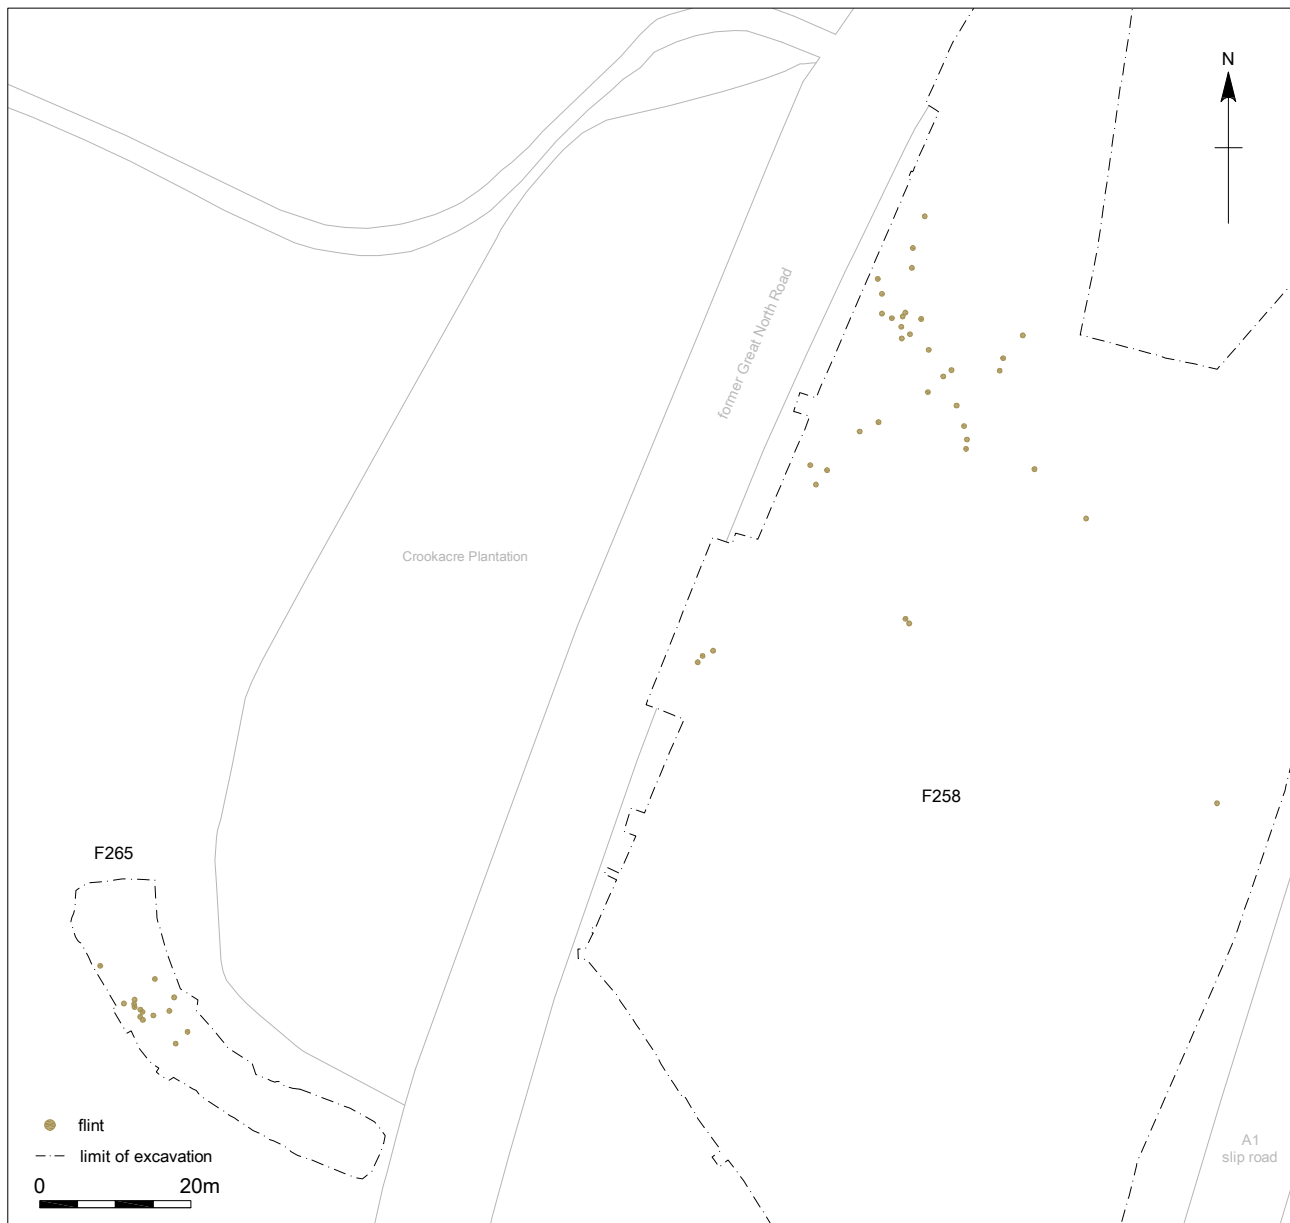 N
former Great North Road
Crookacre Plantation
F258
F265
flint
limit of excavation
0 20m
A1
slip road